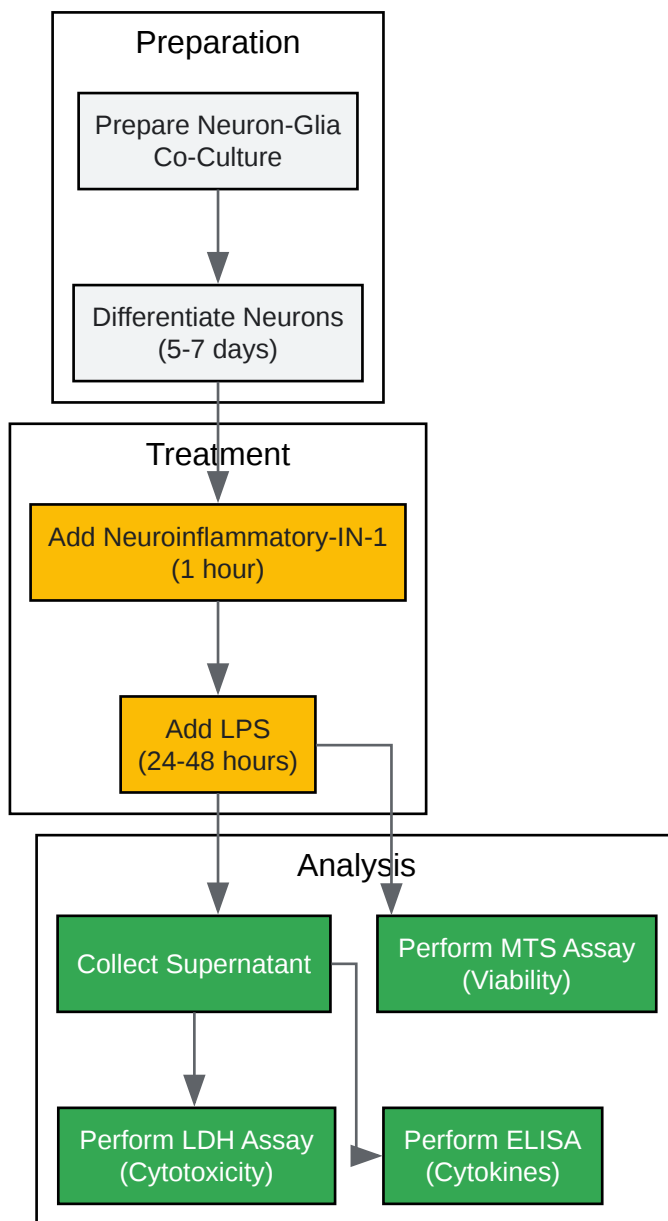 Preparation
Prepare Neuron-Glia
Co-Culture
Differentiate Neurons
(5-7 days)
Treatment
Add Neuroinflammatory-IN-1
(1 hour)
Add LPS
(24-48 hours)
Analysis
Collect Supernatant
Perform MTS Assay
(Viability)
Perform LDH Assay
(Cytotoxicity)
Perform ELISA
(Cytokines)